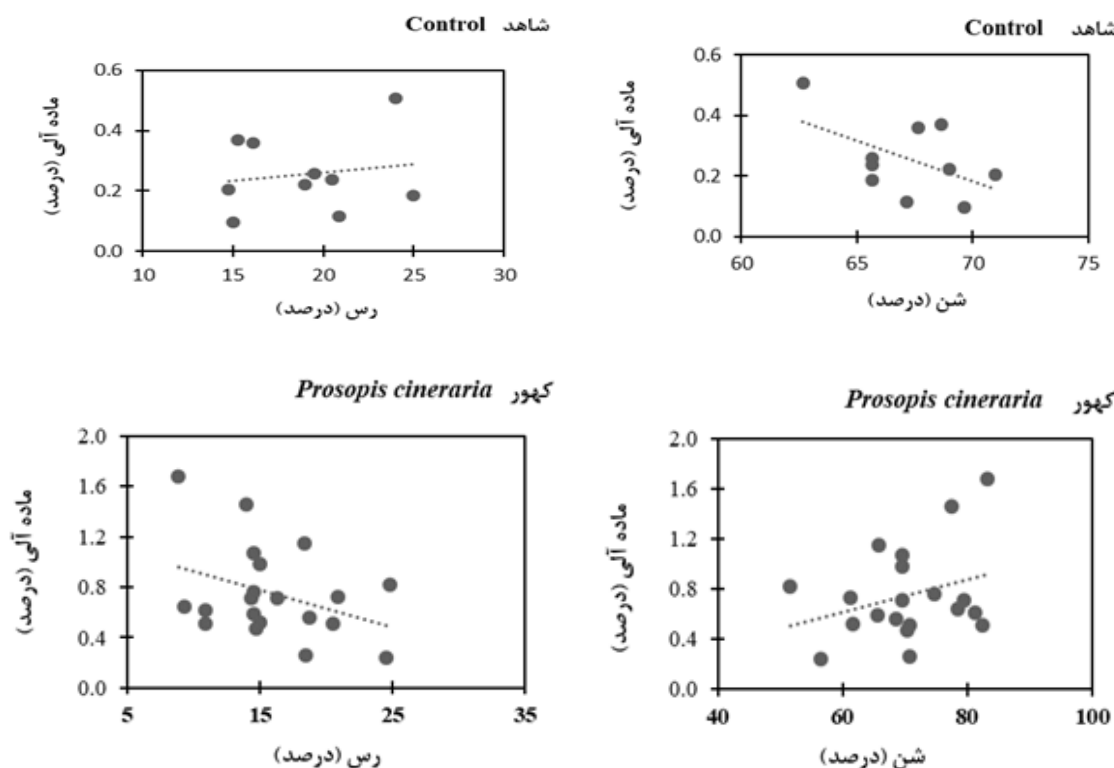 شاهد Control
0.6
0.4
0.2
0.0
ماده آلی (درصد)
10 15 20 25 30
رس (درصد)
شاهد Control
0.6
0.4
0.2
0.0
ماده آلی (درصد)
60 65 70 75
شن (درصد)
کهور Prosopis cineraria
2.0
1.6
1.2
0.8
0.4
0.0
ماده آلی (درصد)
5 15 25 35
رس (درصد)
کهور Prosopis cineraria
2.0
1.6
1.2
0.8
0.4
0.0
ماده آلی (درصد)
40 60 80 100
شن (درصد)